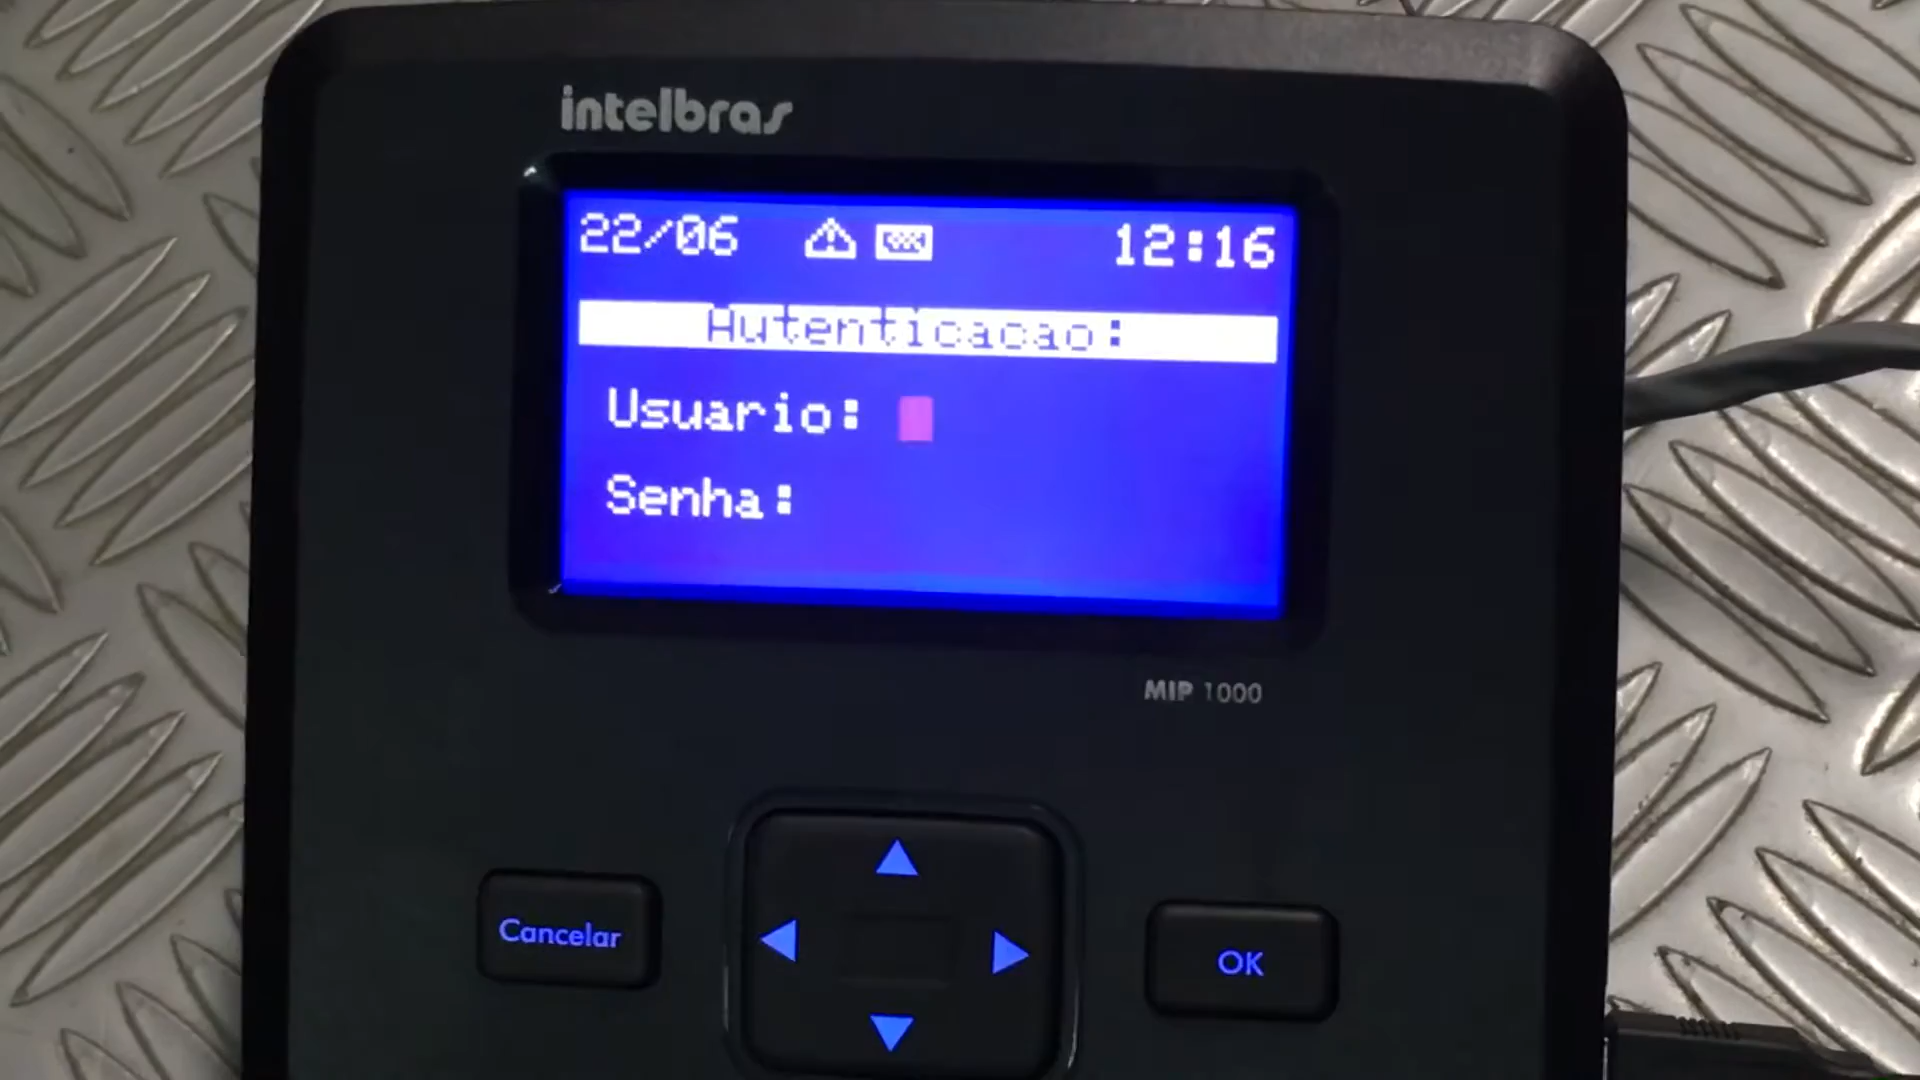 intelbras
22/06 12:16
Autenticacao:
Usuario:
Senha:
MIP 1000
Cancelar
OK